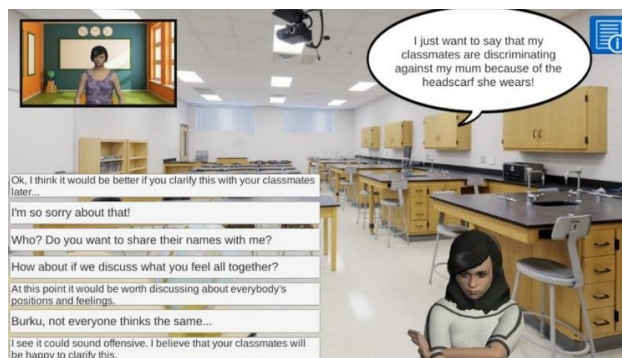 I just want to say that my
classmates are discriminating
against my mum because of the
headscarf she wears!
Ok, I think it would be better if you clarify this with your classmates
later...
I'm so sorry about that!
Who? Do you want to share their names with me?
How about if we discuss what you feel all together?
At this point it would be worth discussing about everybody's
positions and feelings.
Burku, not everyone thinks the same...
I see it could sound offensive. I believe that your classmates will
be happy to clarify this.